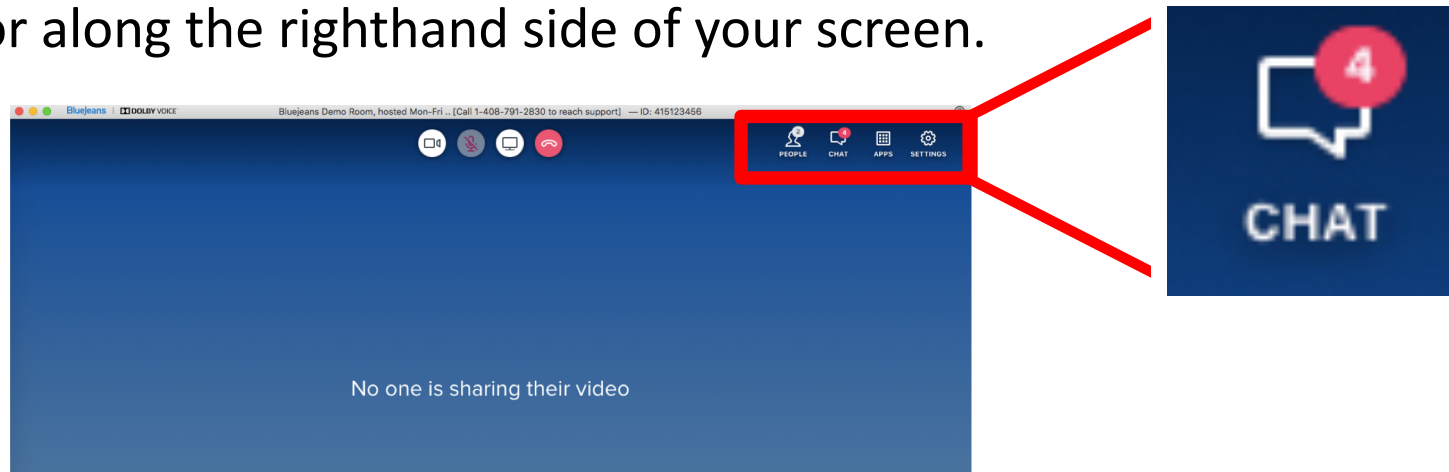 or along the righthand side of your screen.
BlueJeans | DOLBY VOICE Bluejeans Demo Room, hosted Mon-Fri .. [Call 1-408-791-2830 to reach support] — ID: 415123456
2 4
PEOPLE CHAT APPS SETTINGS
4
CHAT
No one is sharing their video